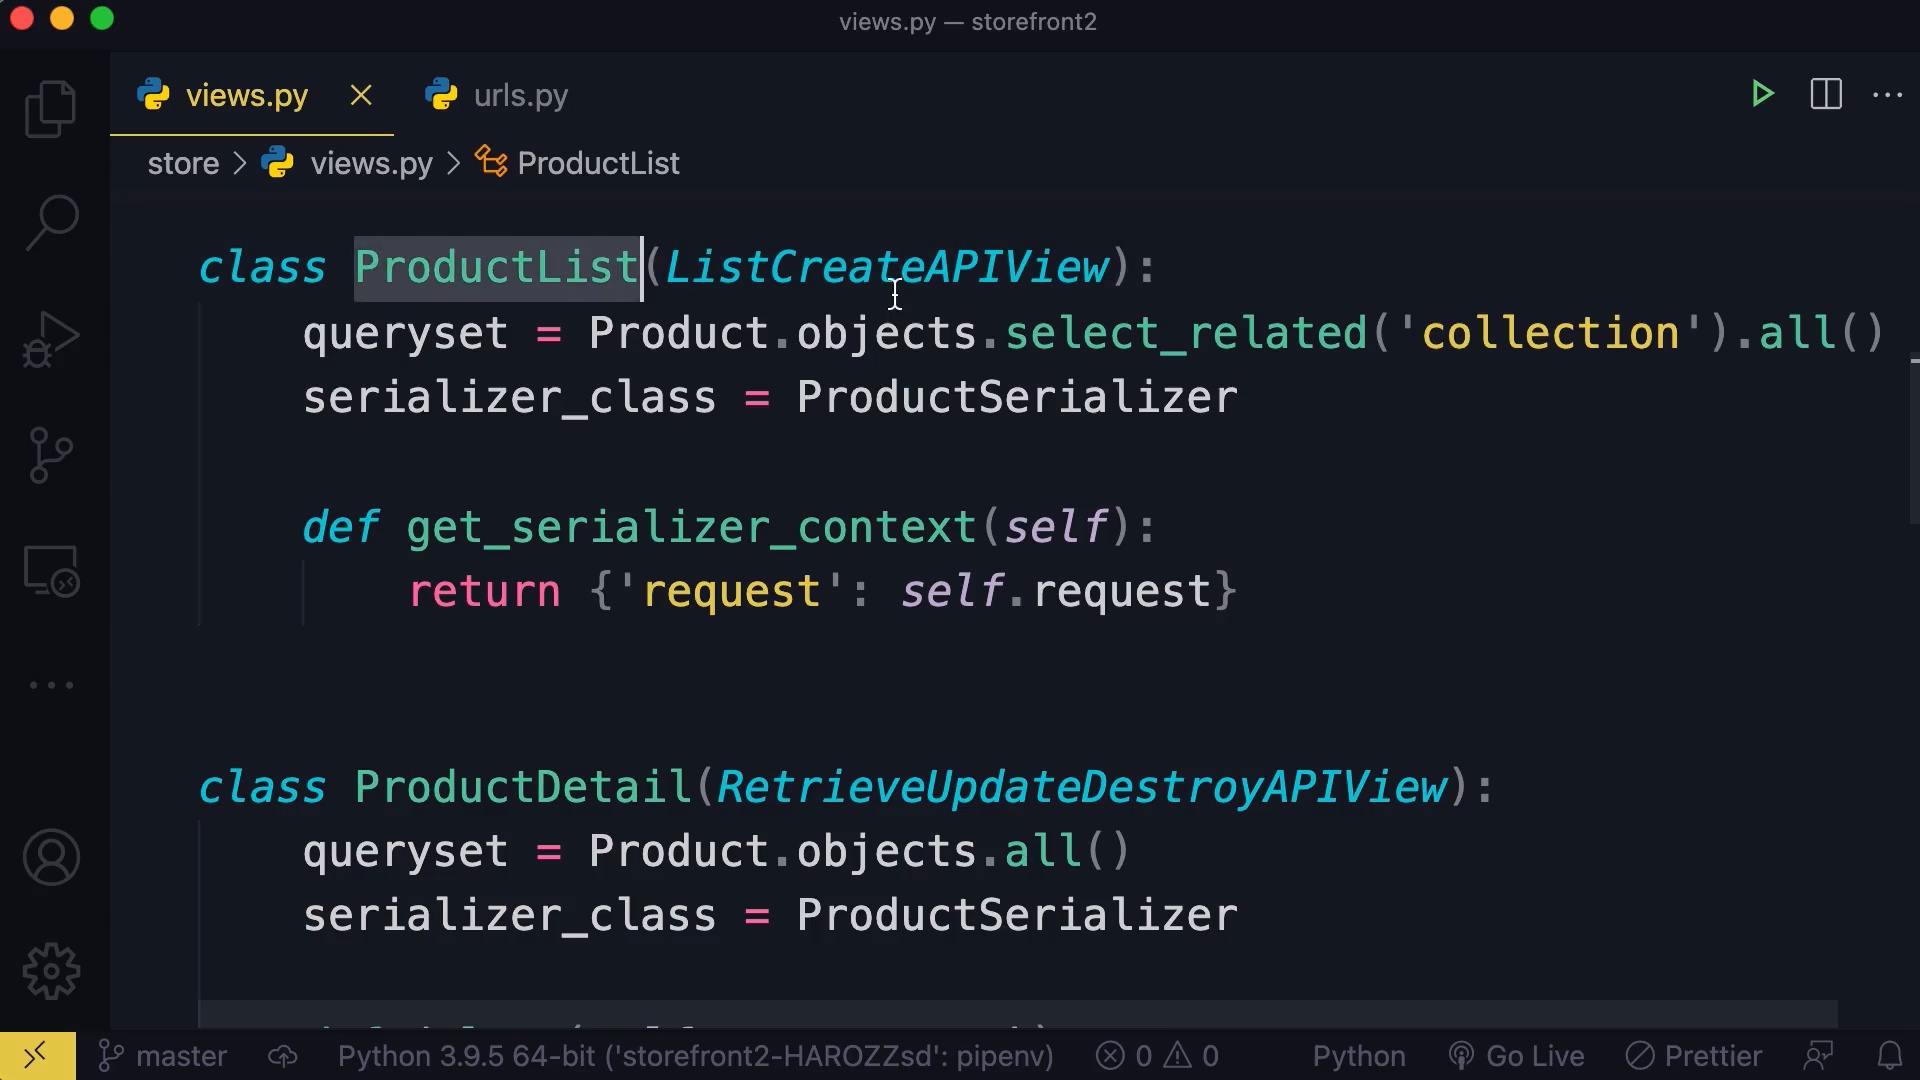 views.py — storefront2
views.py urls.py
store > views.py > ProductList
class ProductList(ListCreateAPIView):
    queryset = Product.objects.select_related('collection').all()
    serializer_class = ProductSerializer
    def get_serializer_context(self):
        return {'request': self.request}
class ProductDetail(RetrieveUpdateDestroyAPIView):
    queryset = Product.objects.all()
    serializer_class = ProductSerializer
master Python 3.9.5 64-bit ('storefront2-HAROZZsd': pipenv) 0 0 Python Go Live Prettier